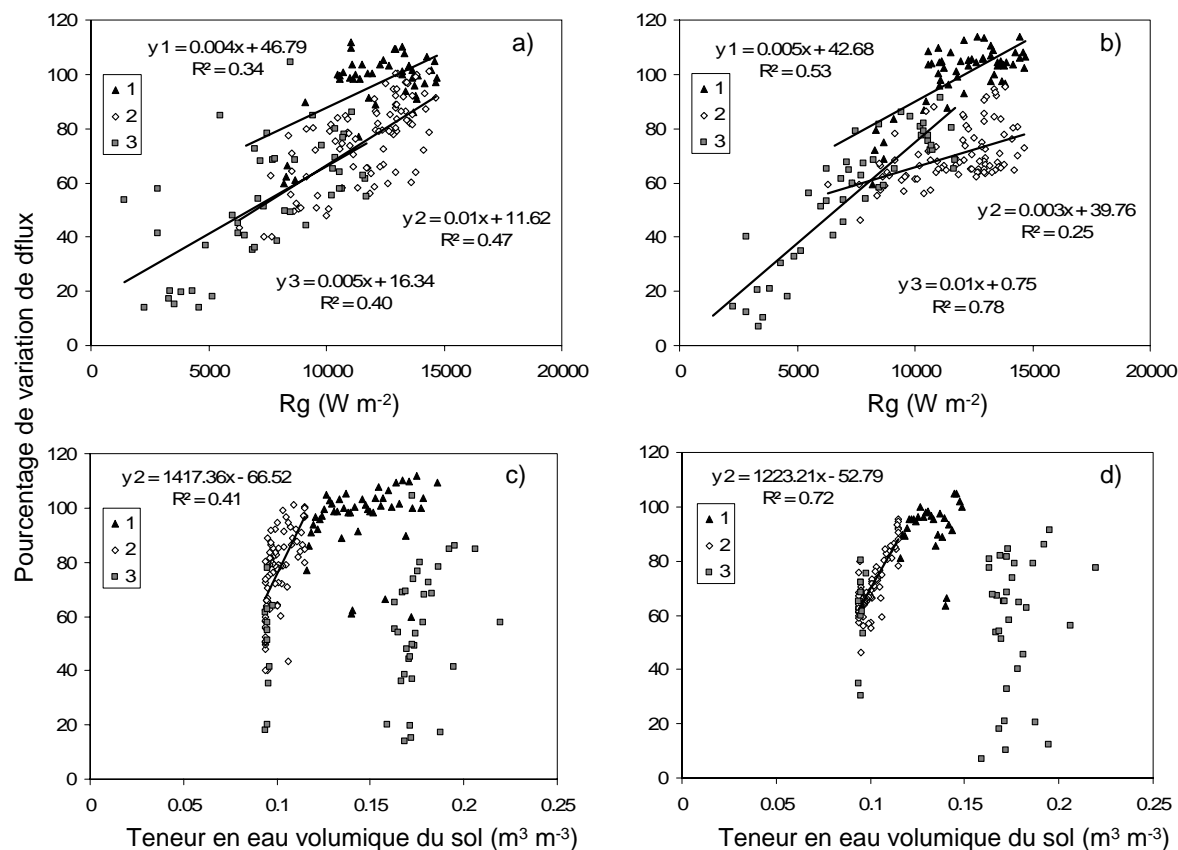 Pourcentage de variation de dflux
a)
y1 = 0.004x + 46.79
R² = 0.34
1
2
3
y2 = 0.01x + 11.62
R² = 0.47
y3 = 0.005x + 16.34
R² = 0.40
120
100
80
60
40
20
0
0 5000 10000 15000 20000
Rg (W m⁻²)
b)
y1 = 0.005x + 42.68
R² = 0.53
1
2
3
y2 = 0.003x + 39.76
R² = 0.25
y3 = 0.01x + 0.75
R² = 0.78
120
100
80
60
40
20
0
0 5000 10000 15000 20000
Rg (W m⁻²)
c)
y2 = 1417.36x - 66.52
R² = 0.41
1
2
3
120
100
80
60
40
20
0
0 0.05 0.1 0.15 0.2 0.25
Teneur en eau volumique du sol (m³ m⁻³)
d)
y2 = 1223.21x - 52.79
R² = 0.72
1
2
3
120
100
80
60
40
20
0
0 0.05 0.1 0.15 0.2 0.25
Teneur en eau volumique du sol (m³ m⁻³)